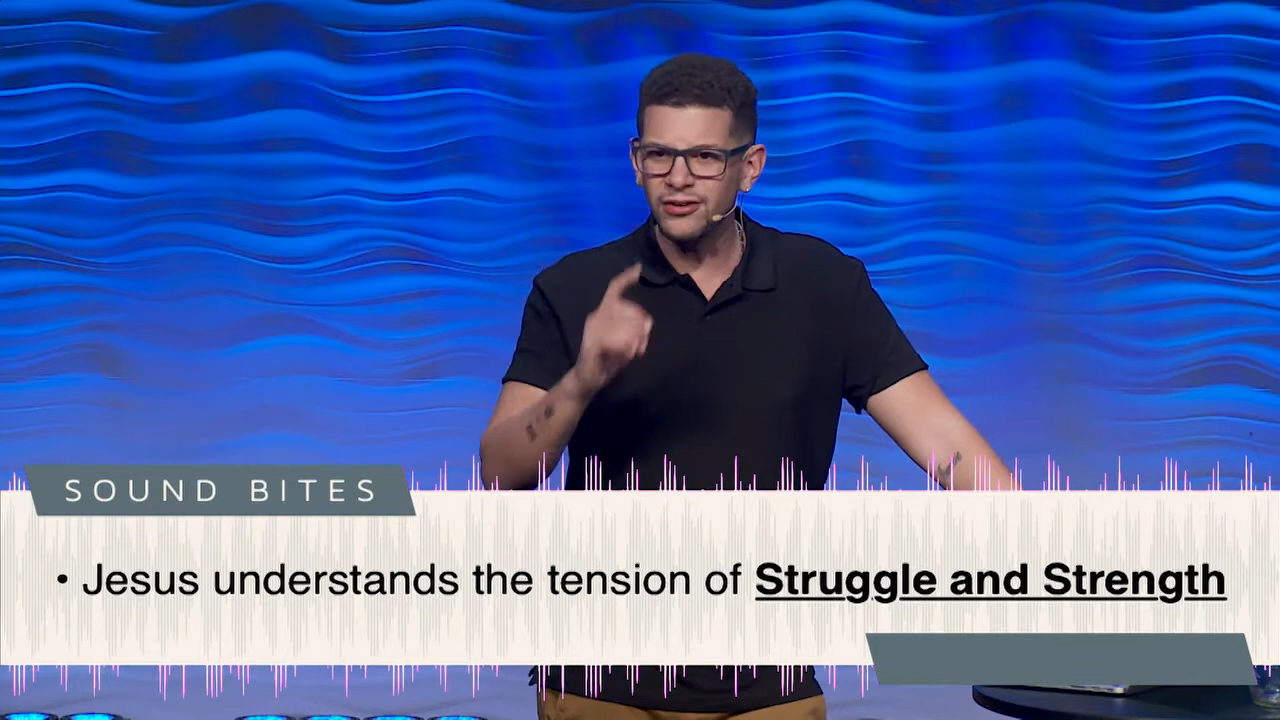 SOUND BITES
• Jesus understands the tension of Struggle and Strength